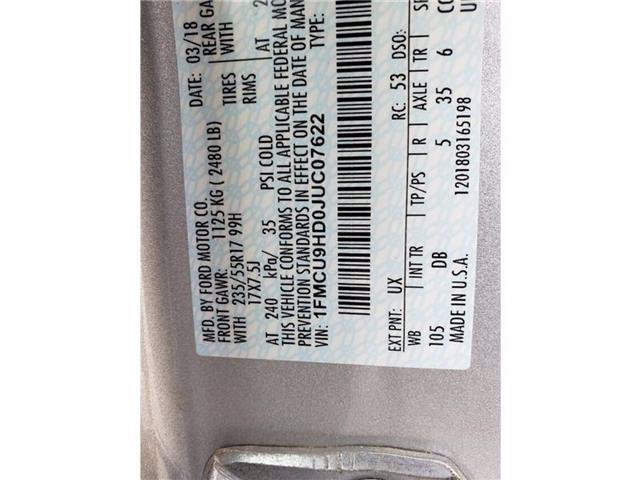 MFD. BY FORD MOTOR CO.
DATE: 03/18
FRONT GAWR:
REAR GA
1125 KG ( 2480 LB)
WITH
WITH
235/55R17 99H
TIRES
17X7.5J
RIMS
AT 240 kPa/ 35 PSI COLD
AT 2
THIS VEHICLE CONFORMS TO ALL APPLICABLE FEDERAL MO
PREVENTION STANDARDS IN EFFECT ON THE DATE OF MAN
VIN: 1FMCU9HD0JUC07622
TYPE:
EXT PNT: UX
RC: 53
DSO:
WB
INT TR
TP/PS
R
AXLE
TR
105
DB
5
35
6
MADE IN U.S.A.
1201803165198